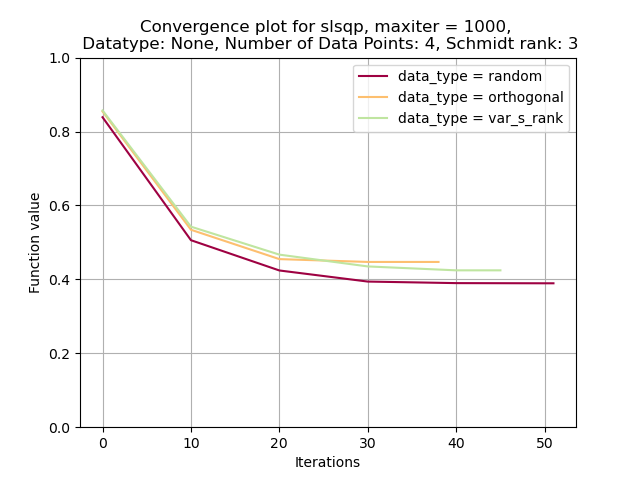 Convergence plot for slsqp, maxiter = 1000,
Datatype: None, Number of Data Points: 4, Schmidt rank: 3
data_type = random
data_type = orthogonal
data_type = var_s_rank
Function value
1.0
0.8
0.6
0.4
0.2
0.0
0 10 20 30 40 50
Iterations